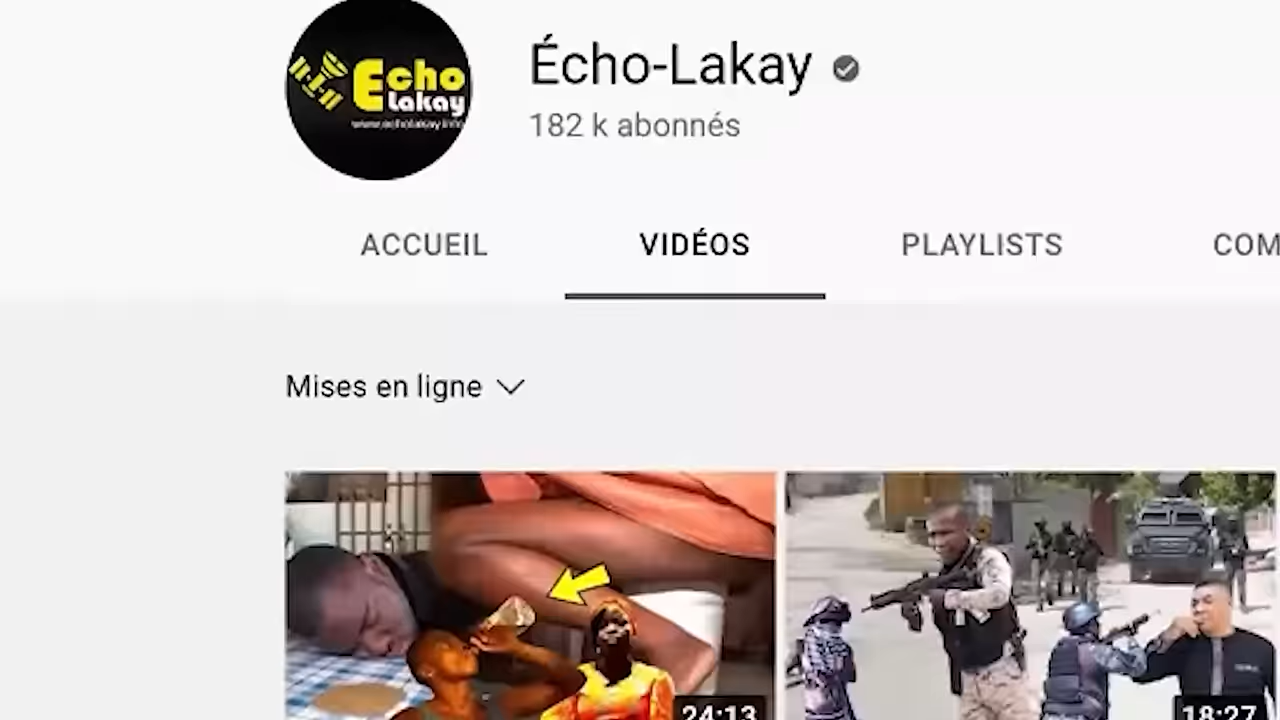 Echo
Lakay
Écho-Lakay
182 k abonnés
ACCUEIL
VIDÉOS
PLAYLISTS
COM
Mises en ligne
24:13
18:27